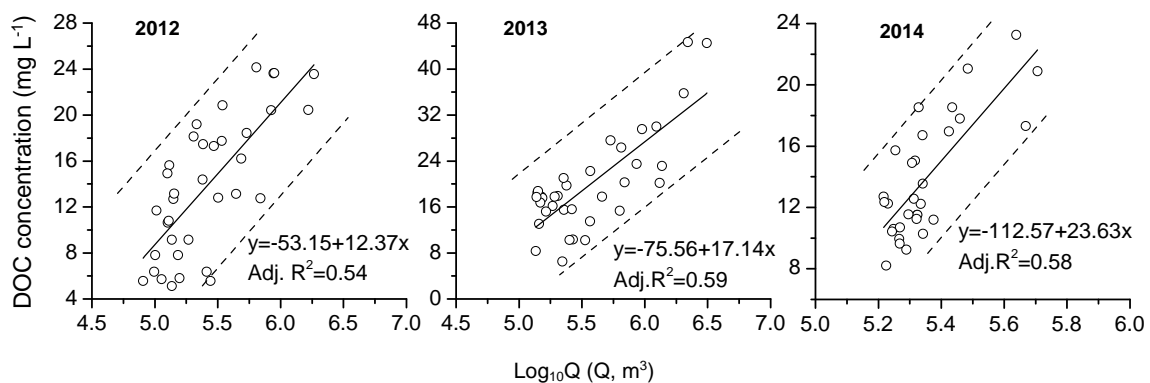 DOC concentration (mg L⁻¹)
2012
28
24
20
16
12
8
4
4.5 5.0 5.5 6.0 6.5 7.0
y=-53.15+12.37x
Adj. R²=0.54
2013
48
40
32
24
16
8
0
4.5 5.0 5.5 6.0 6.5 7.0
y=-75.56+17.14x
Adj.R²=0.59
2014
24
20
16
12
8
5.0 5.2 5.4 5.6 5.8 6.0
y=-112.57+23.63x
Adj.R²=0.58
Log₁₀Q (Q, m³)